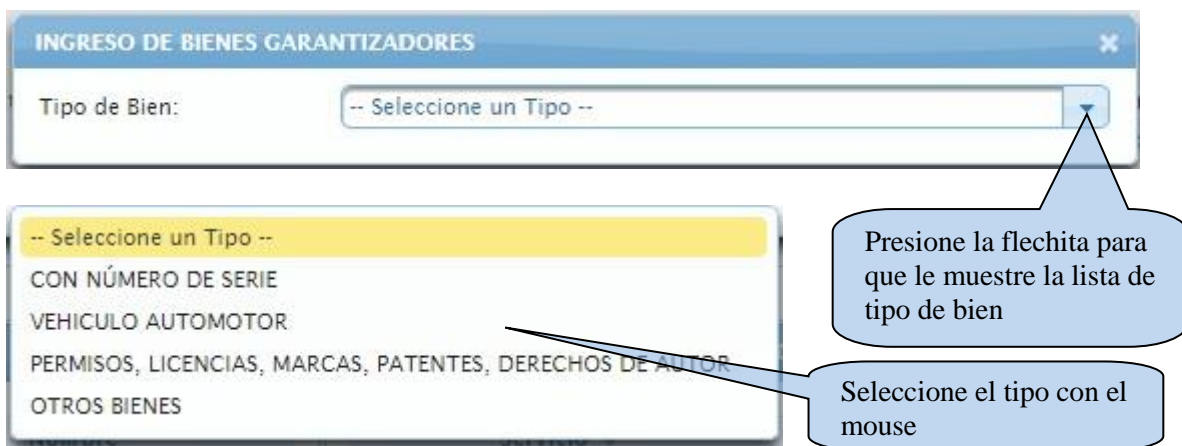 INGRESO DE BIENES GARANTIZADORES
Tipo de Bien:
-- Seleccione un Tipo --
-- Seleccione un Tipo --
CON NÚMERO DE SERIE
VEHICULO AUTOMOTOR
PERMISOS, LICENCIAS, MARCAS, PATENTES, DERECHOS DE AUTOR
OTROS BIENES
Presione la flechita para
que le muestre la lista de
tipo de bien
Seleccione el tipo con el
mouse